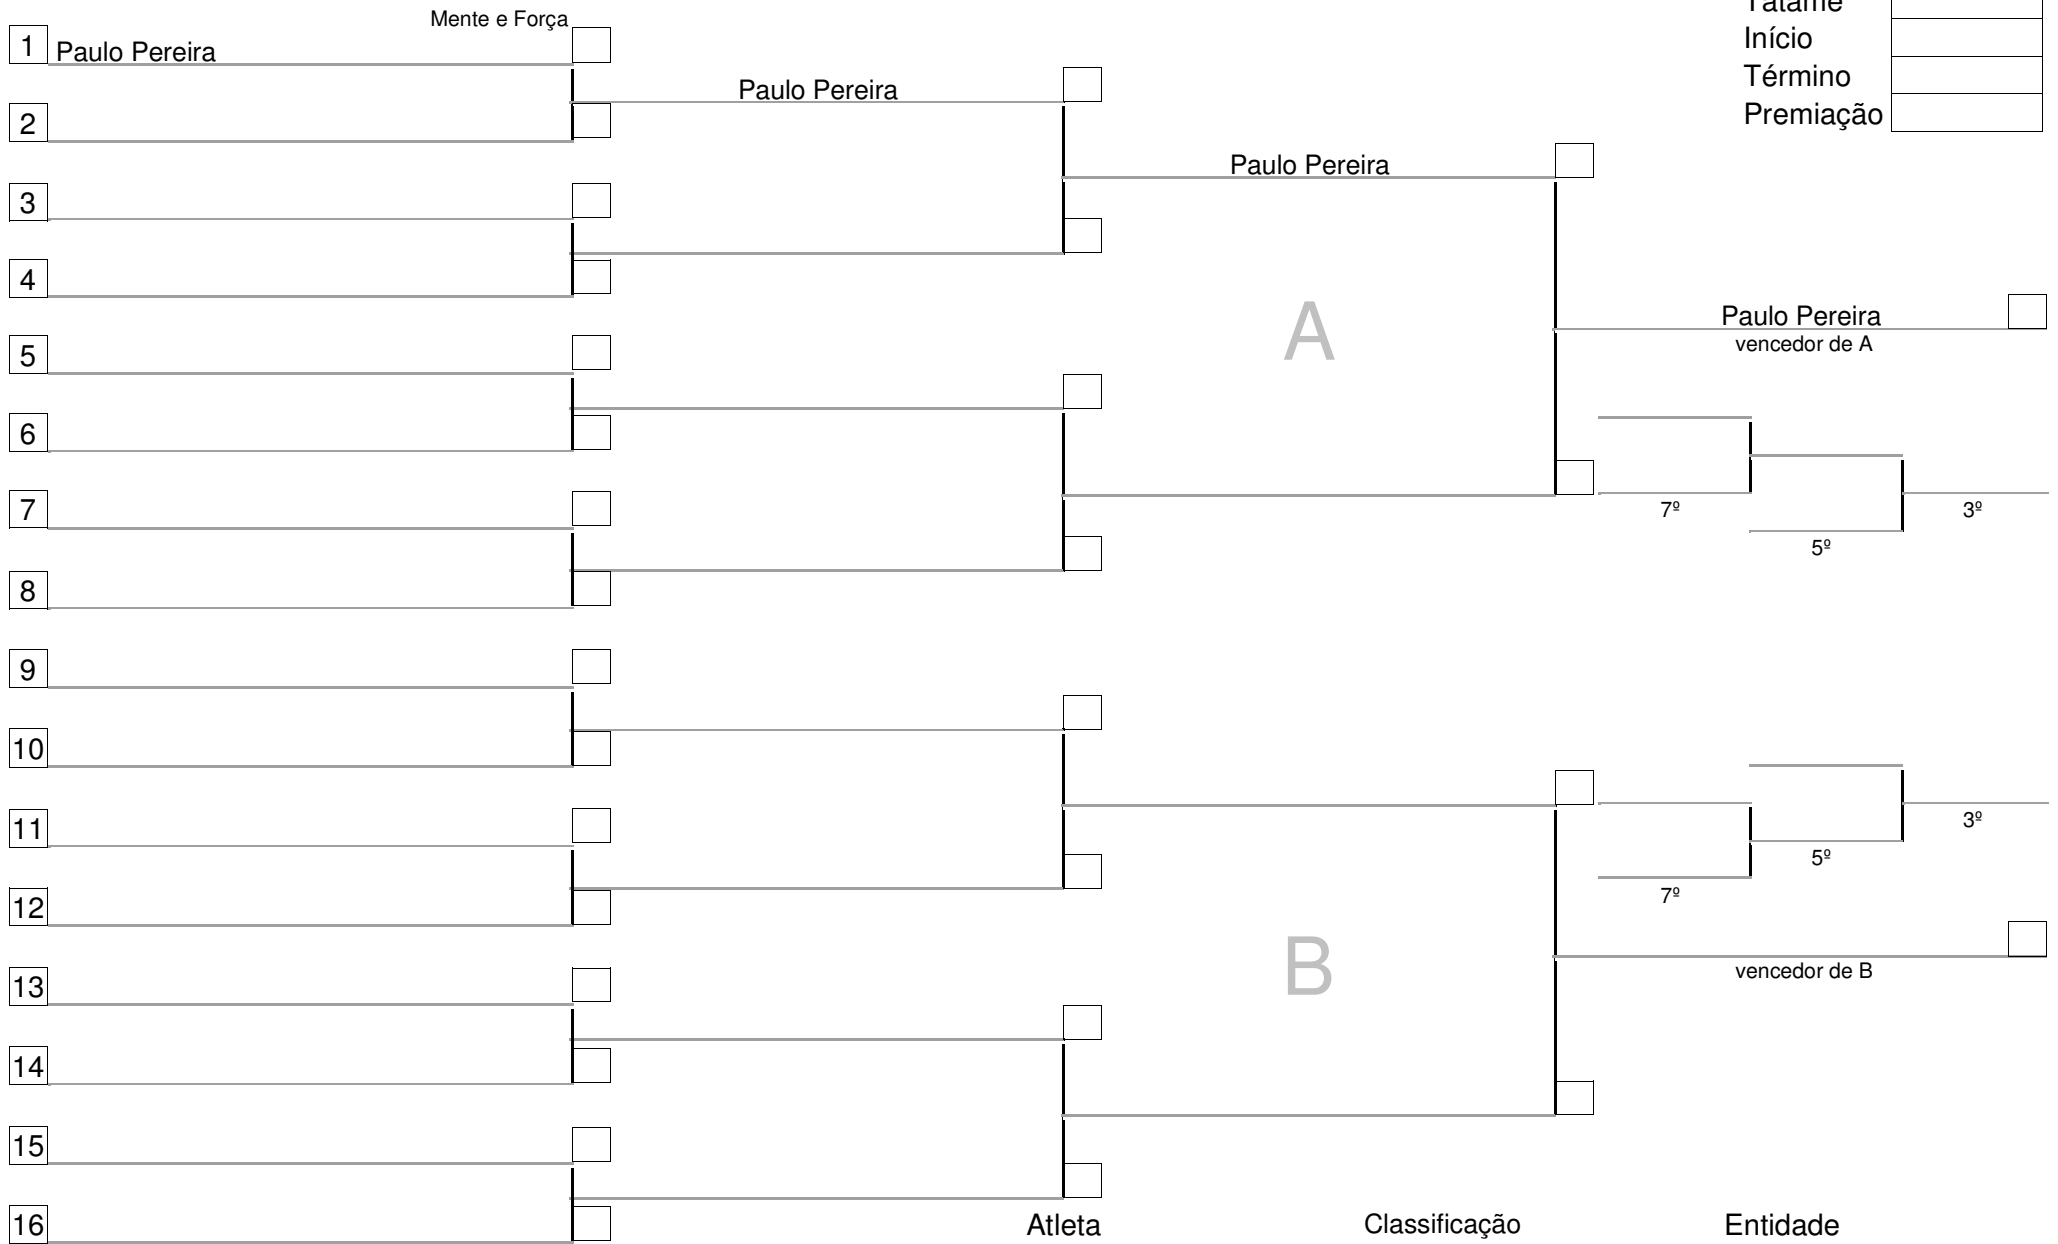 Mente e Força
Tatame
1 Paulo Pereira
Início
Paulo Pereira
Término
2
Premiação
Paulo Pereira
3
4
A
Paulo Pereira
vencedor de A
5
6
7
7º
3º
5º
8
9
10
11
3º
5º
12
7º
B
13
vencedor de B
14
15
16
Atleta
Classificação
Entidade